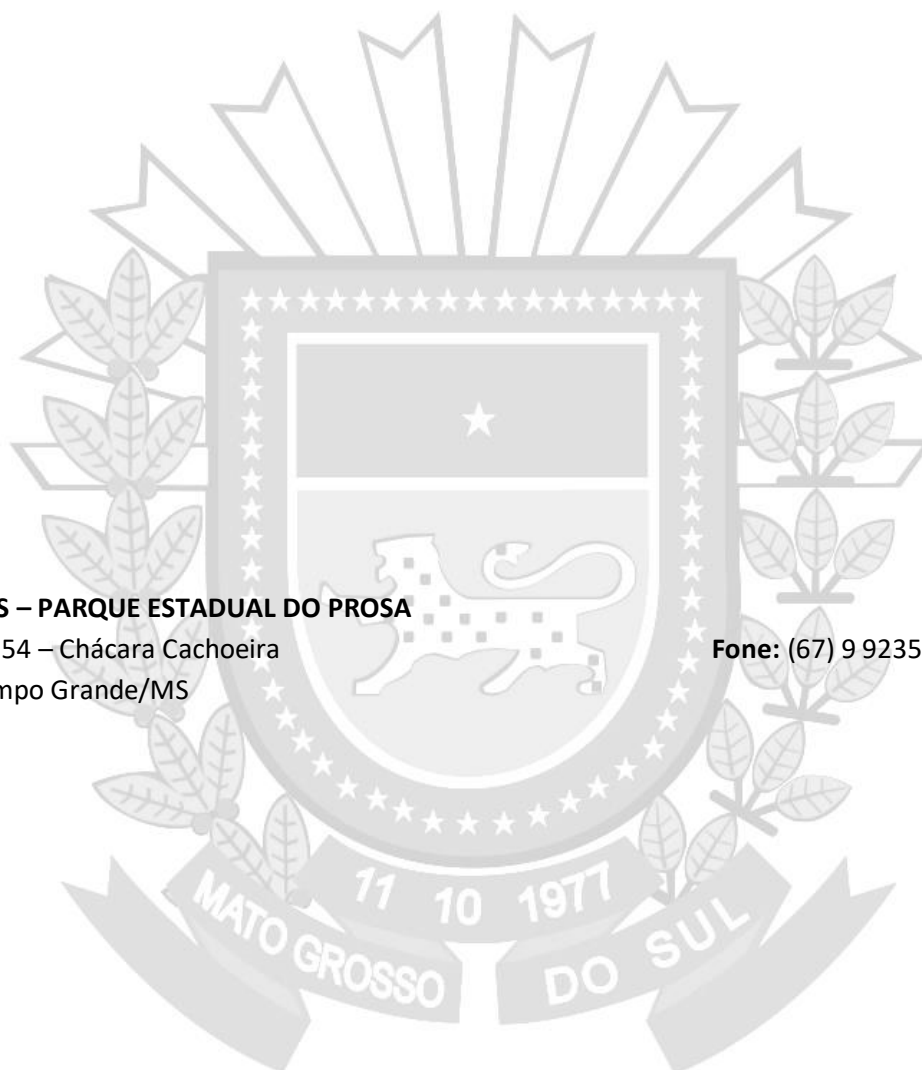 S – PARQUE ESTADUAL DO PROSA
54 – Chácara Cachoeira
Fone: (67) 9 9235
mpo Grande/MS
11 10 1977
MATO GROSSO DO SUL